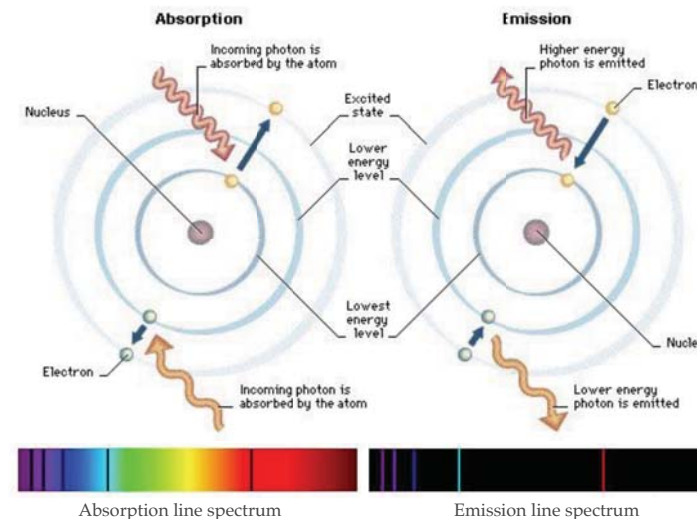 Absorption
Incoming photon is
absorbed by the atom
Nucleus
Electron
Incoming photon is
absorbed by the atom
Excited
state
Lower
energy
level
Lowest
energy
level
Emission
Higher energy
photon is emitted
Electron
Nucle
Lower energy
photon is emitted
Absorption line spectrum
Emission line spectrum